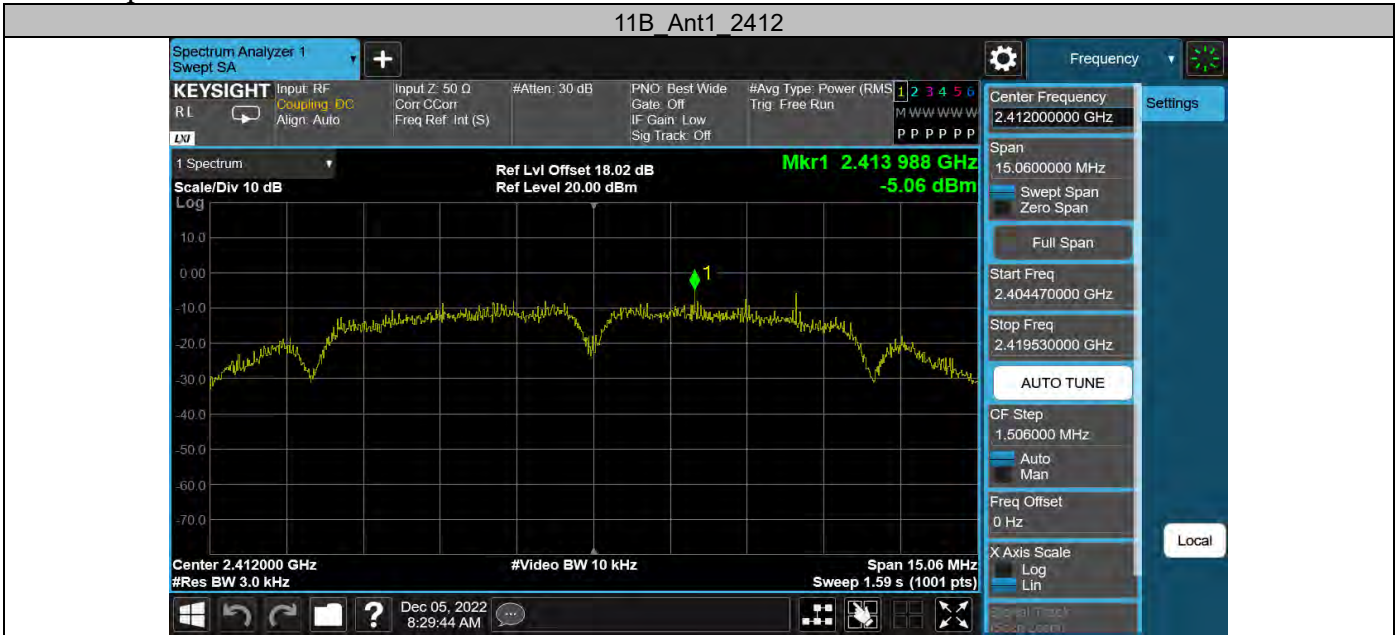 11B_Ant1_2412
Spectrum Analyzer 1
Swept SA
+
Frequency
KEYSIGHT
RL
LXI
Input: RF
Coupling: DC
Align: Auto
Input Z: 50 Ω
Corr CCorr
Freq Ref: Int (S)
#Atten: 30 dB
PNO: Best Wide
Gate: Off
IF Gain: Low
Sig Track: Off
#Avg Type: Power (RMS
Trig: Free Run
1 2 3 4 5 6
M W W W W W
P P P P P P
1 Spectrum
Scale/Div 10 dB
Log
Ref Lvl Offset 18.02 dB
Ref Level 20.00 dBm
Mkr1 2.413 988 GHz
-5.06 dBm
10.0
0.00
-10.0
-20.0
-30.0
-40.0
-50.0
-60.0
-70.0
1
Center 2.412000 GHz
#Res BW 3.0 kHz
#Video BW 10 kHz
Span 15.06 MHz
Sweep 1.59 s (1001 pts)
Center Frequency
2.412000000 GHz
Settings
Span
15.0600000 MHz
Swept Span
Zero Span
Full Span
Start Freq
2.404470000 GHz
Stop Freq
2.419530000 GHz
AUTO TUNE
CF Step
1.506000 MHz
Auto
Man
Freq Offset
0 Hz
X Axis Scale
Log
Lin
Signal Track
(Span Zoom)
Local
?
Dec 05, 2022
8:29:44 AM